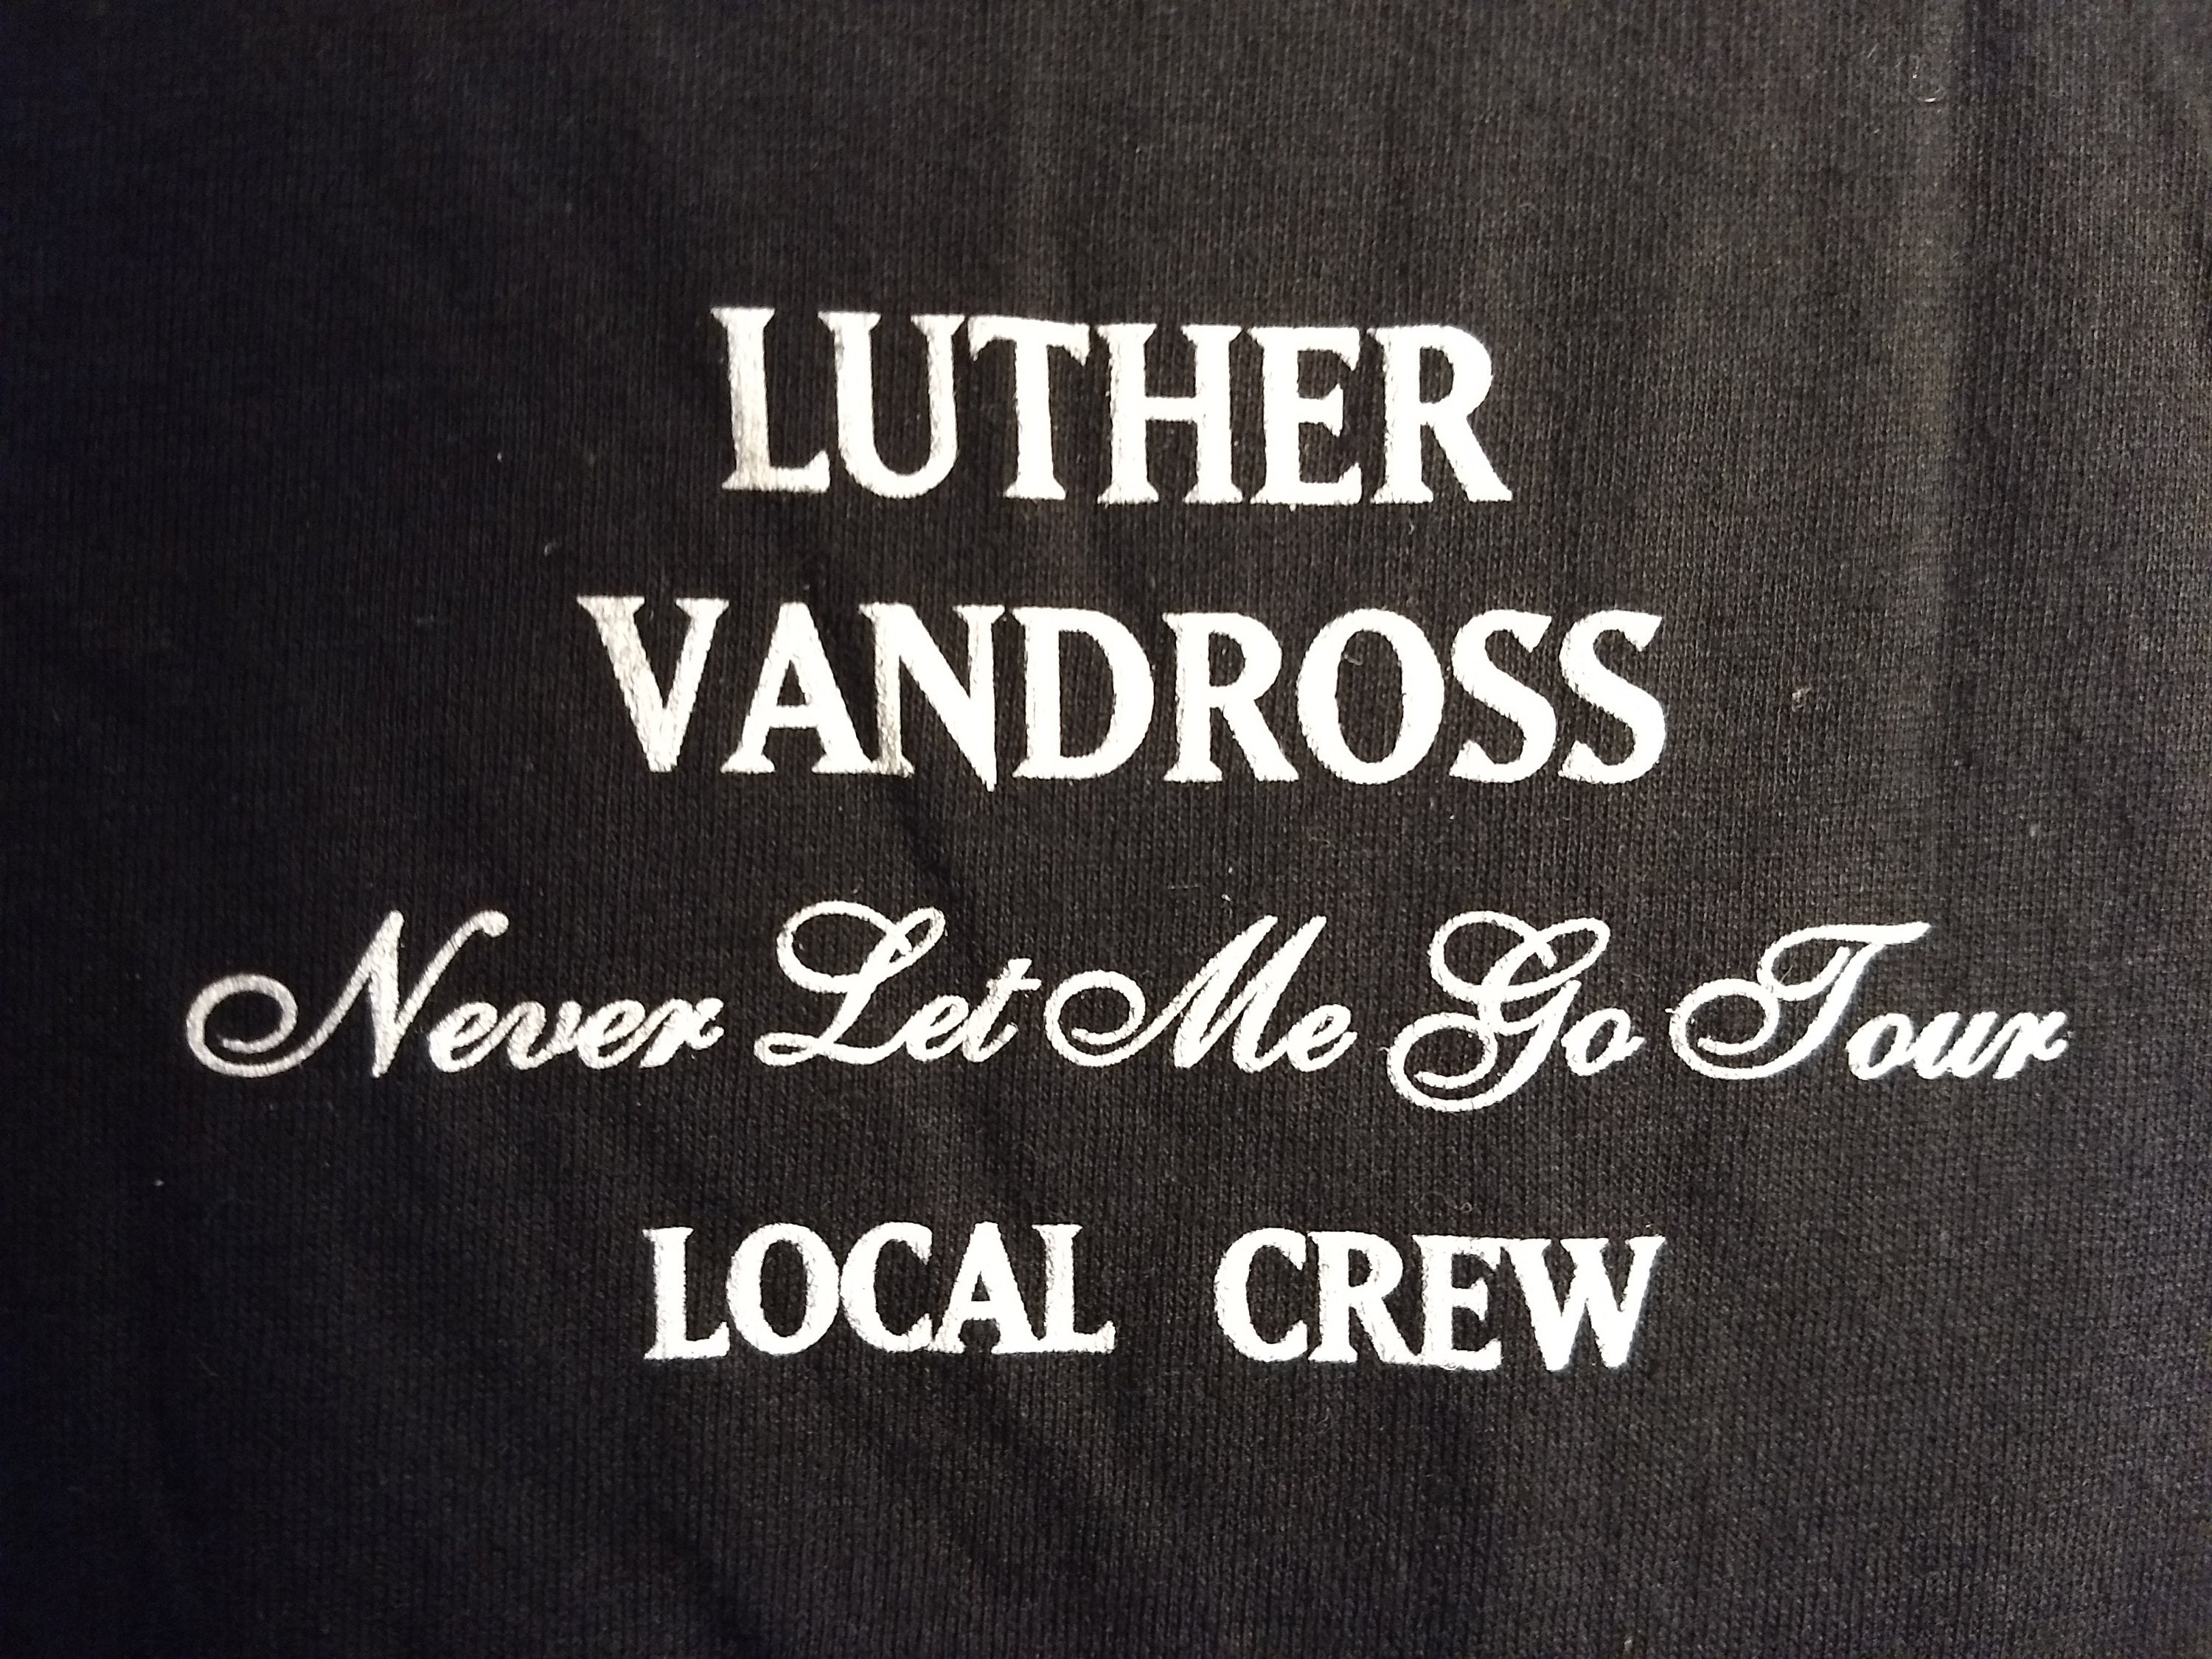 LUTHER
VANDROSS
Never Let Me Go Tour
LOCAL CREW